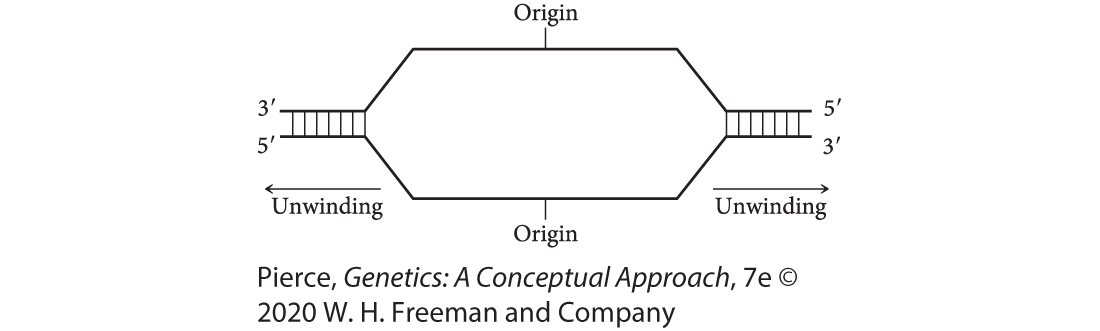 Origin
3′ 5′
5′ 3′
Unwinding Unwinding
Origin
Pierce, Genetics: A Conceptual Approach, 7e ©
2020 W. H. Freeman and Company